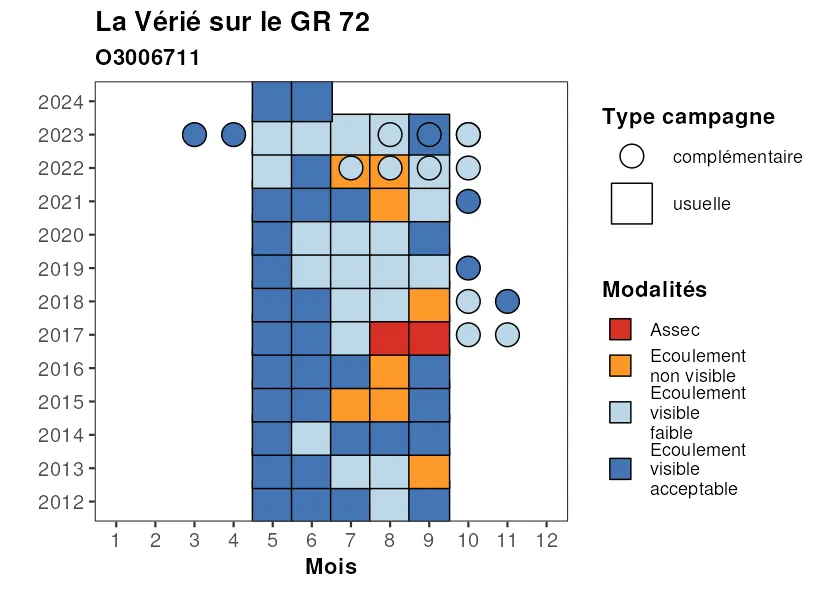 La Vérié sur le GR 72
O3006711
2024
2023
2022
2021
2020
2019
2018
2017
2016
2015
2014
2013
2012
1 2 3 4 5 6 7 8 9 10 11 12
Mois
Type campagne
complémentaire
usuelle
Modalités
Assec
Ecoulement
non visible
Ecoulement
visible
faible
Ecoulement
visible
acceptable